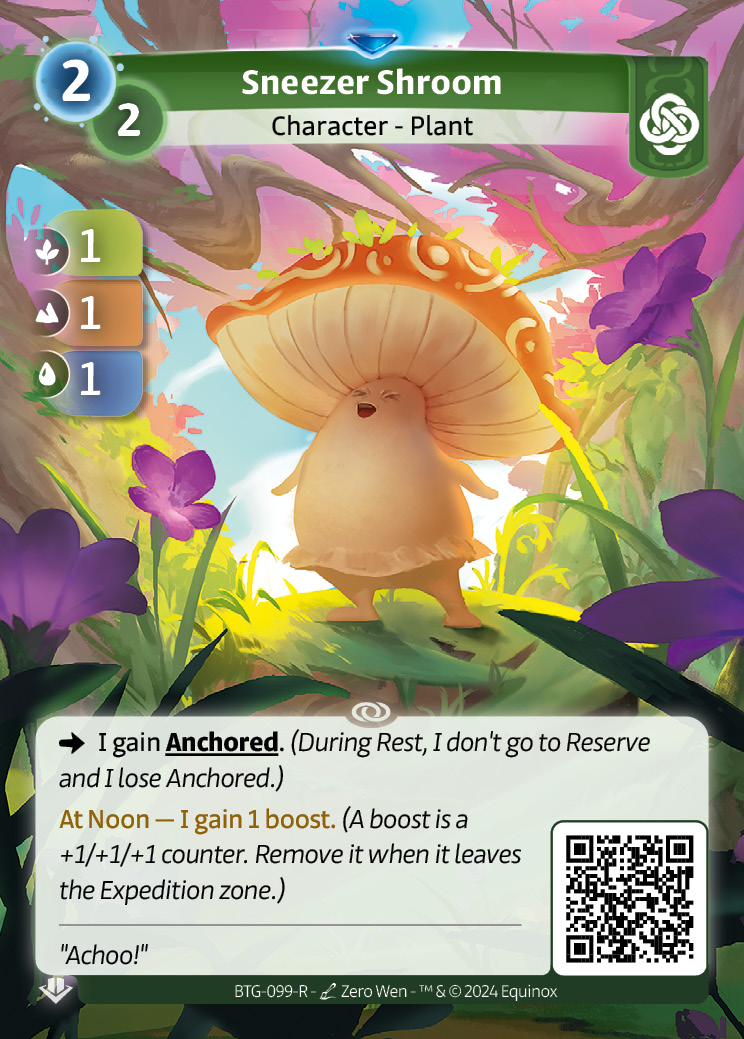 2
Sneezer Shroom
2
Character - Plant
1
1
1
➔ I gain Anchored. (During Rest, I don't go to Reserve
and I lose Anchored.)
At Noon — I gain 1 boost. (A boost is a
+1/+1/+1 counter. Remove it when it leaves
the Expedition zone.)
"Achoo!"
BTG-099-R - Zero Wen - ™ & © 2024 Equinox